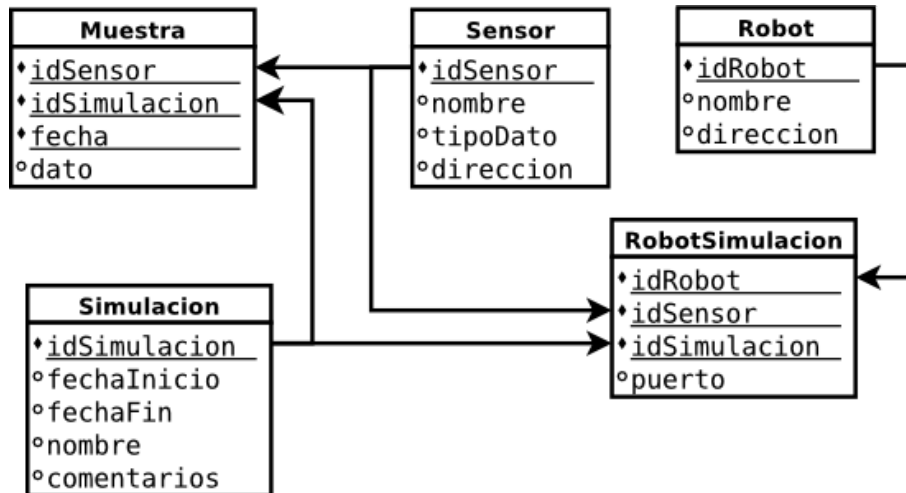 Muestra
idSensor
idSimulacion
fecha
dato
Sensor
idSensor
nombre
tipoDato
direccion
Robot
idRobot
nombre
direccion
Simulacion
idSimulacion
fechaInicio
fechaFin
nombre
comentarios
RobotSimulacion
idRobot
idSensor
idSimulacion
puerto